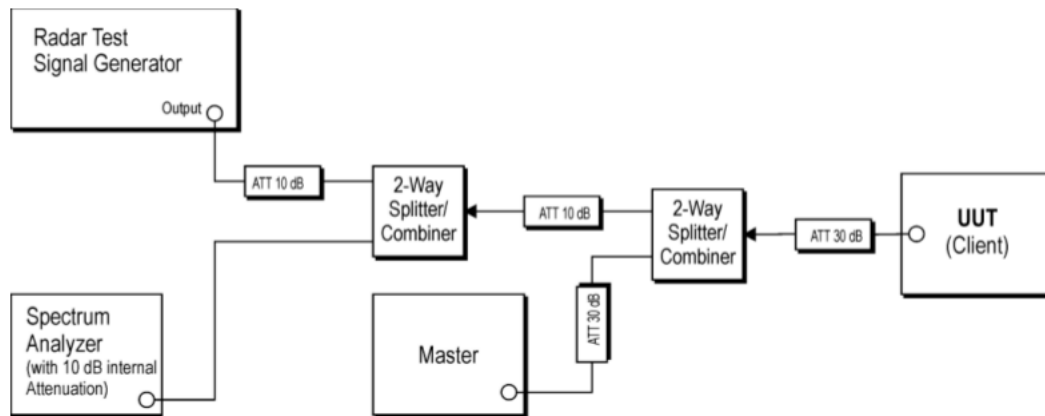 Radar Test
Signal Generator
Output
ATT 10 dB
2-Way
Splitter/
Combiner
ATT 10 dB
2-Way
Splitter/
Combiner
ATT 30 dB
UUT
(Client)
Spectrum
Analyzer
(with 10 dB internal
Attenuation)
Master
ATT 30 dB